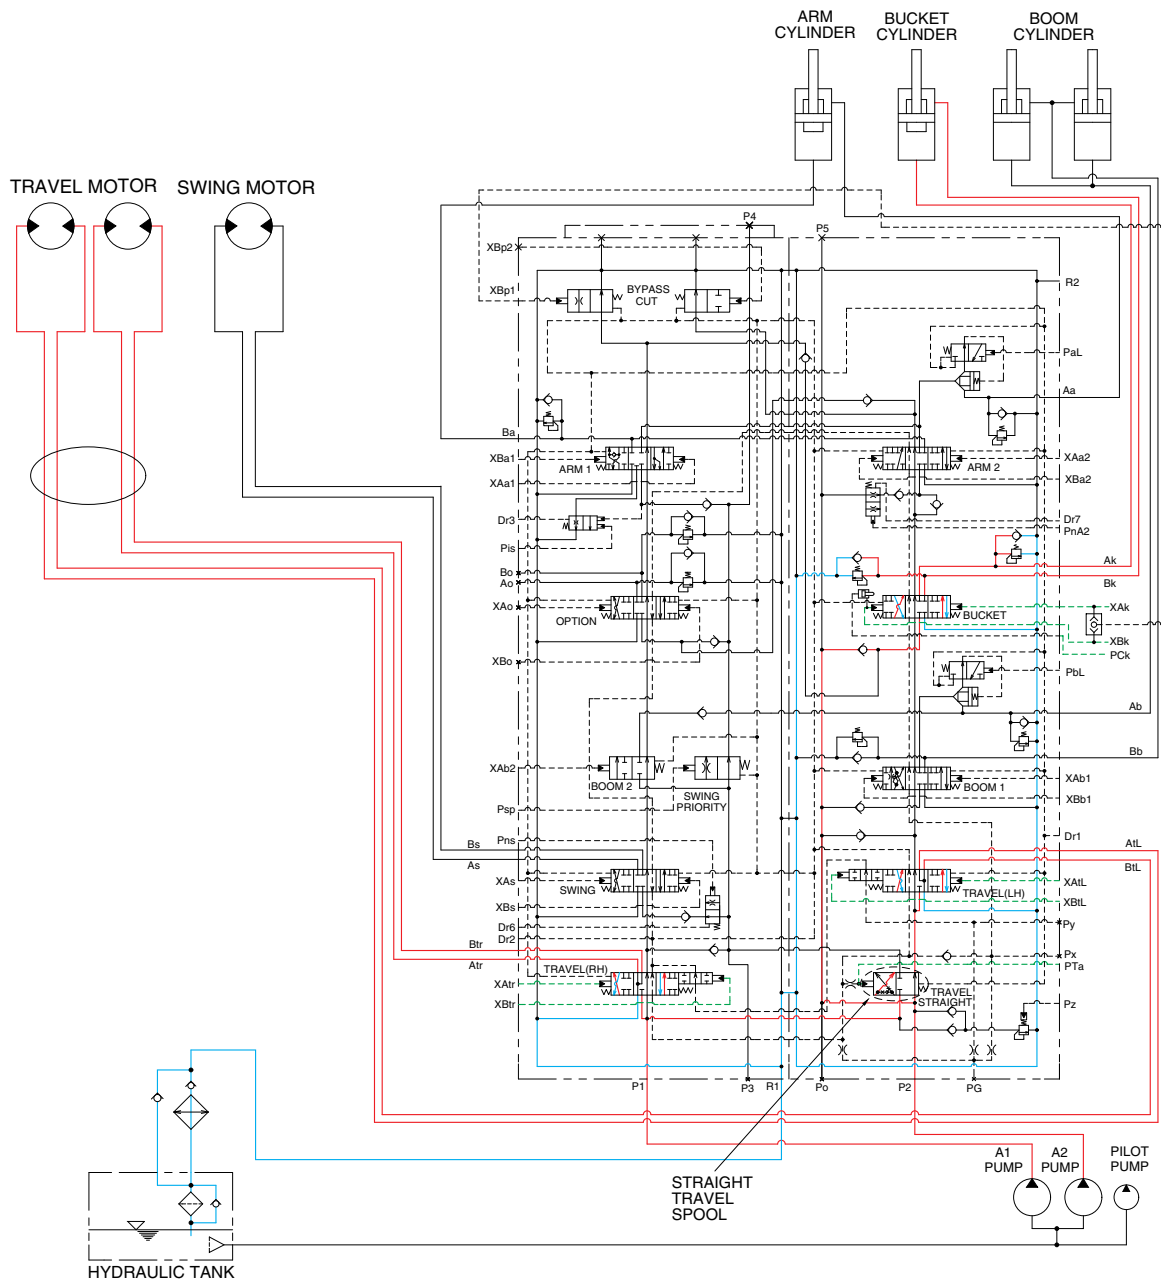 ARM
CYLINDER
BUCKET
CYLINDER
BOOM
CYLINDER
TRAVEL MOTOR
SWING MOTOR
P4
P5
XBp2
XBp1
BYPASS
CUT
R2
PaL
Aa
Ba
XBa1
ARM 1
XAa1
ARM 2
XAa2
XBa2
Dr3
Pis
Dr7
PnA2
Bo
Ao
XAo
OPTION
XBo
Ak
Bk
XAk
BUCKET
XBk
PCk
PbL
Ab
Bb
XAb2
BOOM 2
SWING
PRIORITY
Psp
BOOM 1
XAb1
XBb1
Pns
Bs
As
XAs
SWING
XBs
Dr6
Dr2
Dr1
AtL
BtL
XAtL
TRAVEL(LH)
XBtL
Py
Btr
Atr
TRAVEL(RH)
XAtr
XBtr
Px
PTa
TRAVEL
STRAIGHT
Pz
P1
P3
R1
Po
P2
PG
STRAIGHT
TRAVEL
SPOOL
A1
PUMP
A2
PUMP
PILOT
PUMP
HYDRAULIC TANK